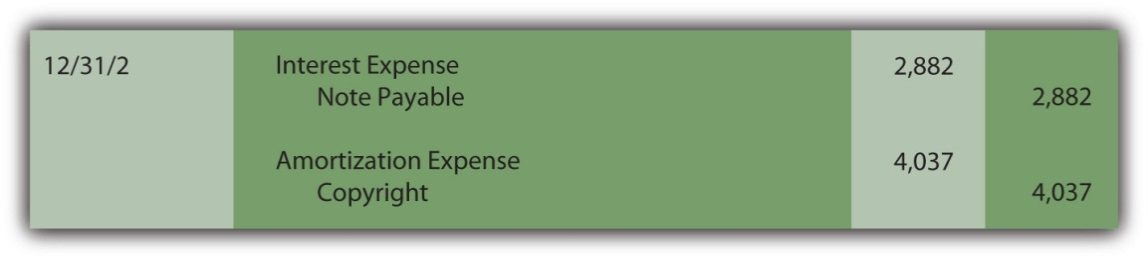 12/31/2 Interest Expense 2,882
Note Payable 2,882
Amortization Expense 4,037
Copyright 4,037